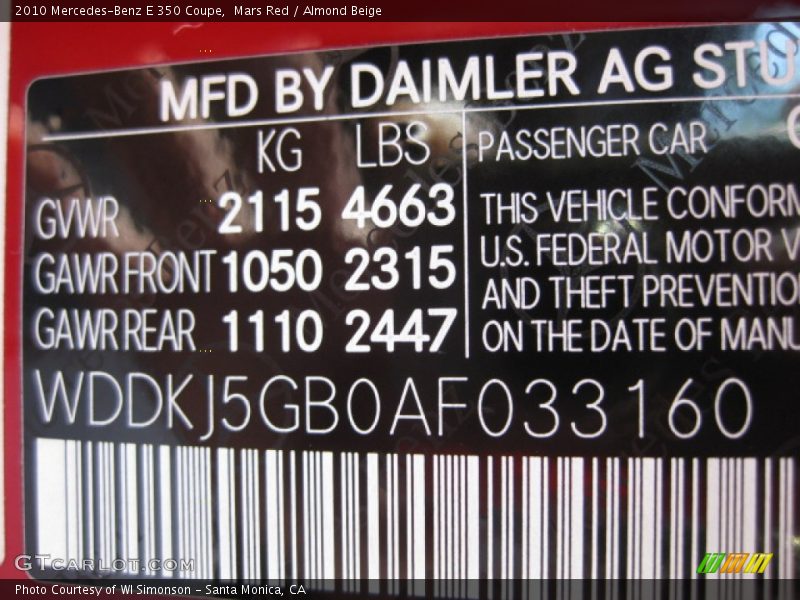 2010 Mercedes-Benz E 350 Coupe,  Mars Red / Almond Beige
MFD BY DAIMLER AG STU
KG LBS
PASSENGER CAR
GVWR 2115 4663
GAWR FRONT 1050 2315
GAWR REAR 1110 2447
THIS VEHICLE CONFORM
U.S. FEDERAL MOTOR V
AND THEFT PREVENTIO
ON THE DATE OF MANU
WDDKJ5GB0AF033160
GTCARLOT.COM
Photo Courtesy of WI Simonson - Santa Monica, CA